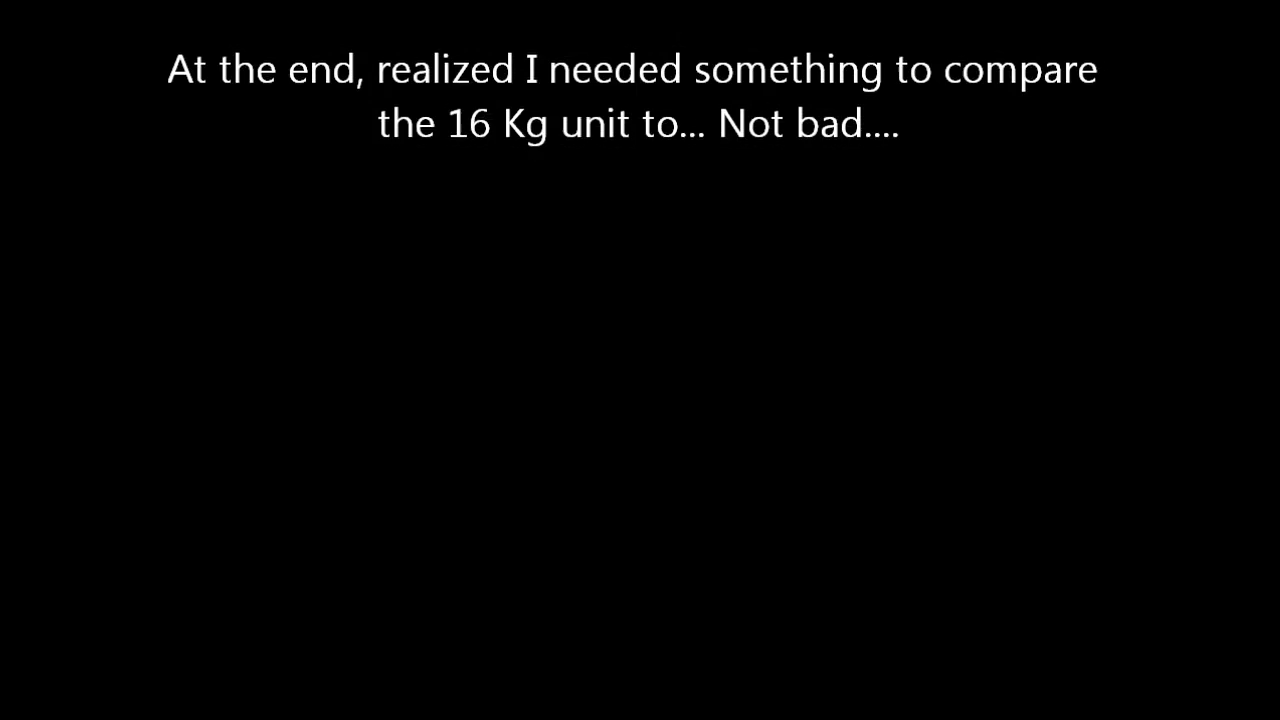 At the end, realized I needed something to compare
the 16 Kg unit to... Not bad....